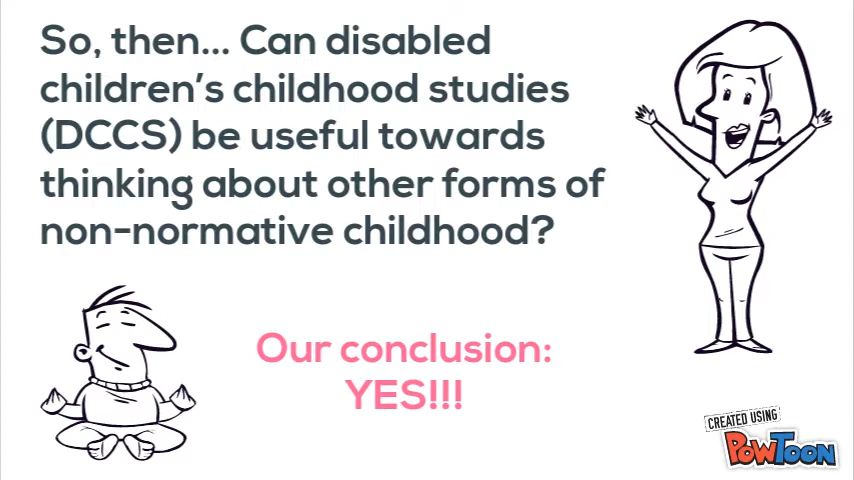 So, then... Can disabled
children's childhood studies
(DCCS) be useful towards
thinking about other forms of
non-normative childhood?
Our conclusion:
YES!!!
CREATED USING
POWTOON